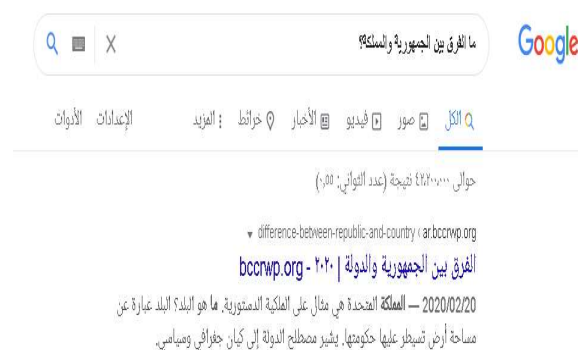 Google
ما الفرق بين الجمهورية والمملكة؟
الكل صور فيديو الأخبار خرائط المزيد الإعدادات الأدوات
حوالى ٤٢,٢٠٠,٠٠٠ نتيجة (عدد الثواني: ٠,٥٥)
difference-between-republic-and-country ‹ ar.bccrwp.org
الفرق بين الجمهورية والدولة | ٢٠٢٠ - bccrwp.org
2020/02/20 — المملكة المتحدة هي مثال على الملكية الدستورية. ما هو البلد؟ البلد عبارة عن
مساحة أرض تسيطر عليها حكومتها. يشير مصطلح الدولة إلى كيان جغرافي وسياسي.